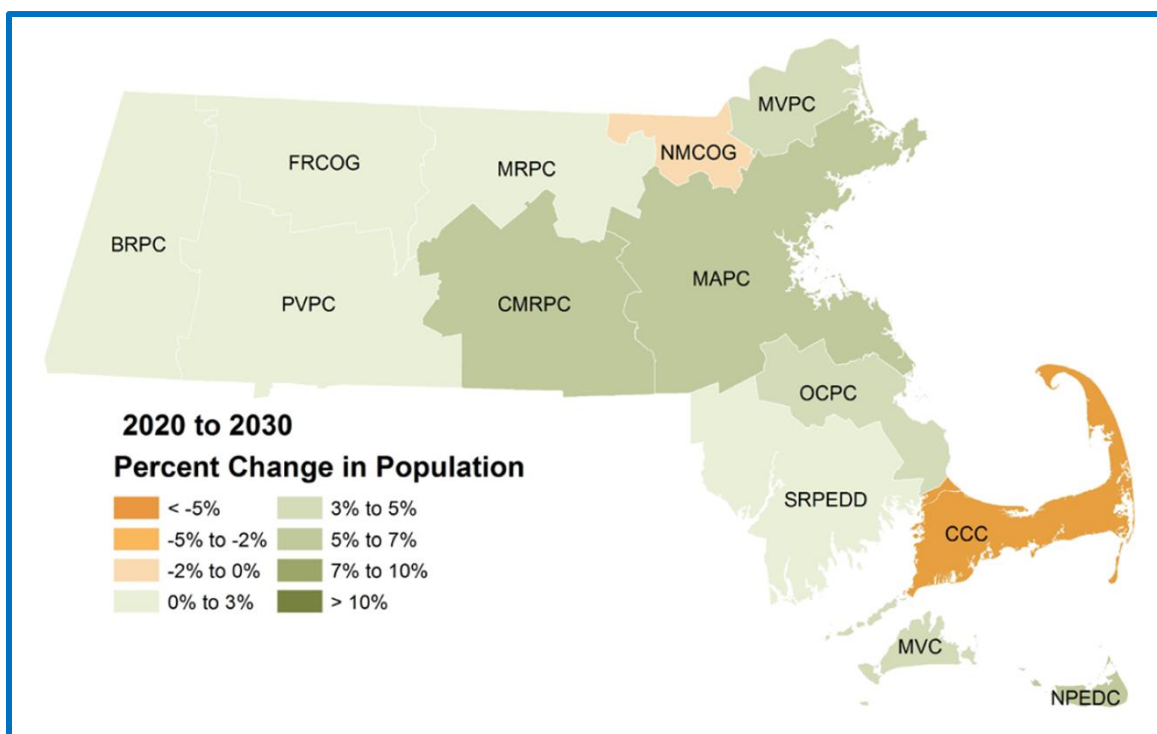 MVPC
NMCOG
FRCOG
MRPC
BRPC
MAPC
PVPC
CMRPC
OCPC
SRPEDD
CCC
MVC
NPEDC
2020 to 2030
Percent Change in Population
< -5%
-5% to -2%
-2% to 0%
0% to 3%
3% to 5%
5% to 7%
7% to 10%
> 10%